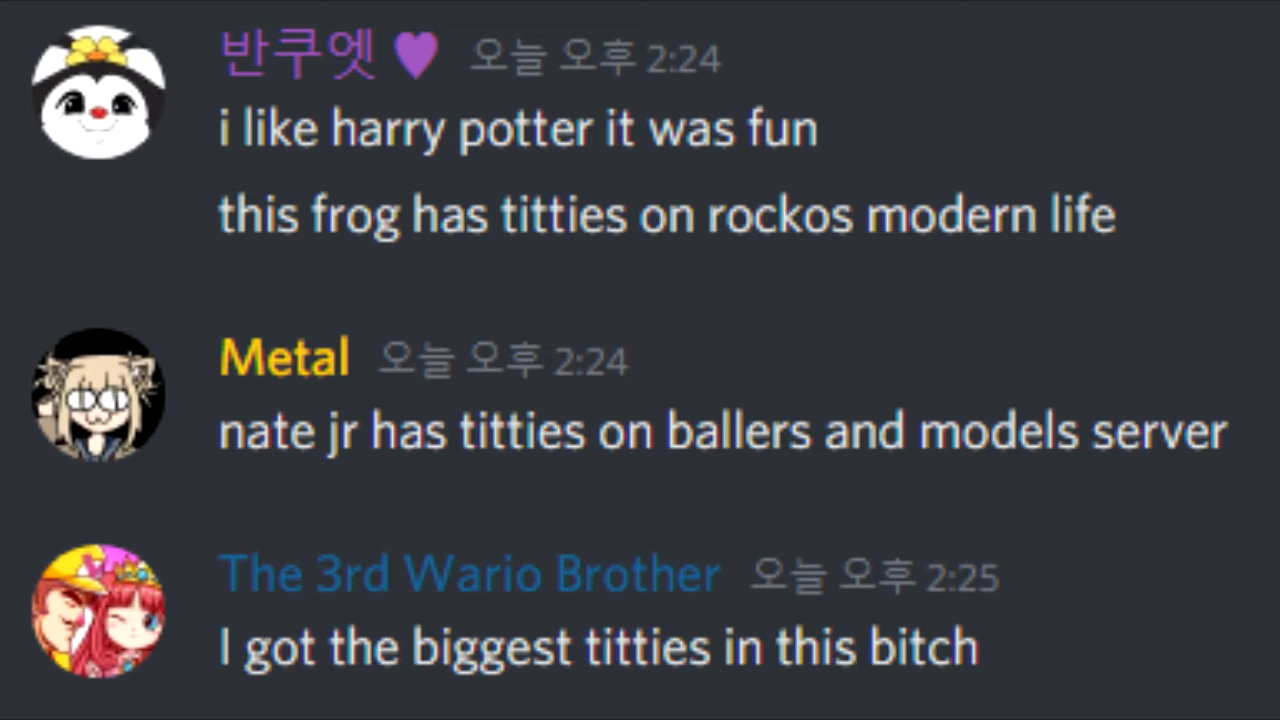 반쿠엣 ♥ 오늘 오후 2:24
i like harry potter it was fun
this frog has titties on rockos modern life
Metal 오늘 오후 2:24
nate jr has titties on ballers and models server
The 3rd Wario Brother 오늘 오후 2:25
I got the biggest titties in this bitch